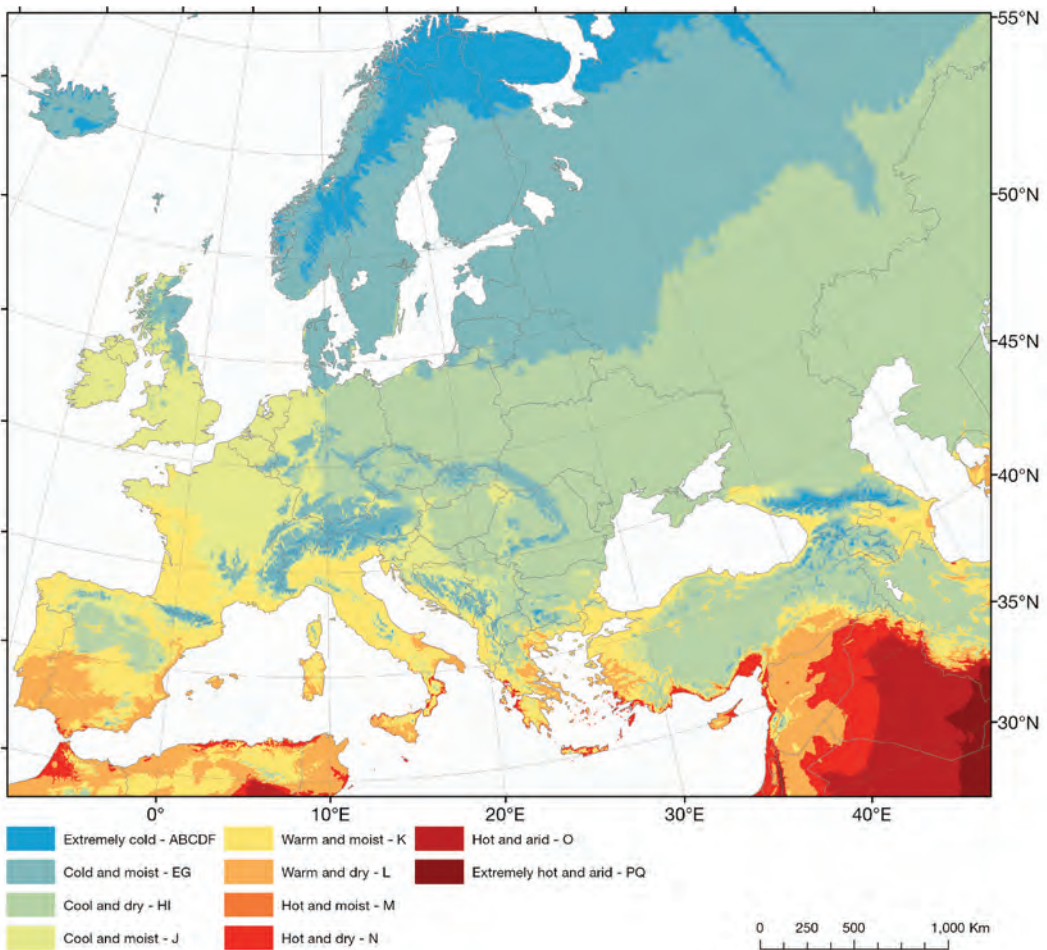 55°N
50°N
45°N
40°N
35°N
30°N
0°
10°E
20°E
30°E
40°E
Extremely cold - ABCDF
Warm and moist - K
Hot and arid - O
Cold and moist - EG
Warm and dry - L
Extremely hot and arid - PQ
Cool and dry - HI
Hot and moist - M
Cool and moist - J
Hot and dry - N
0 250 500 1,000 Km